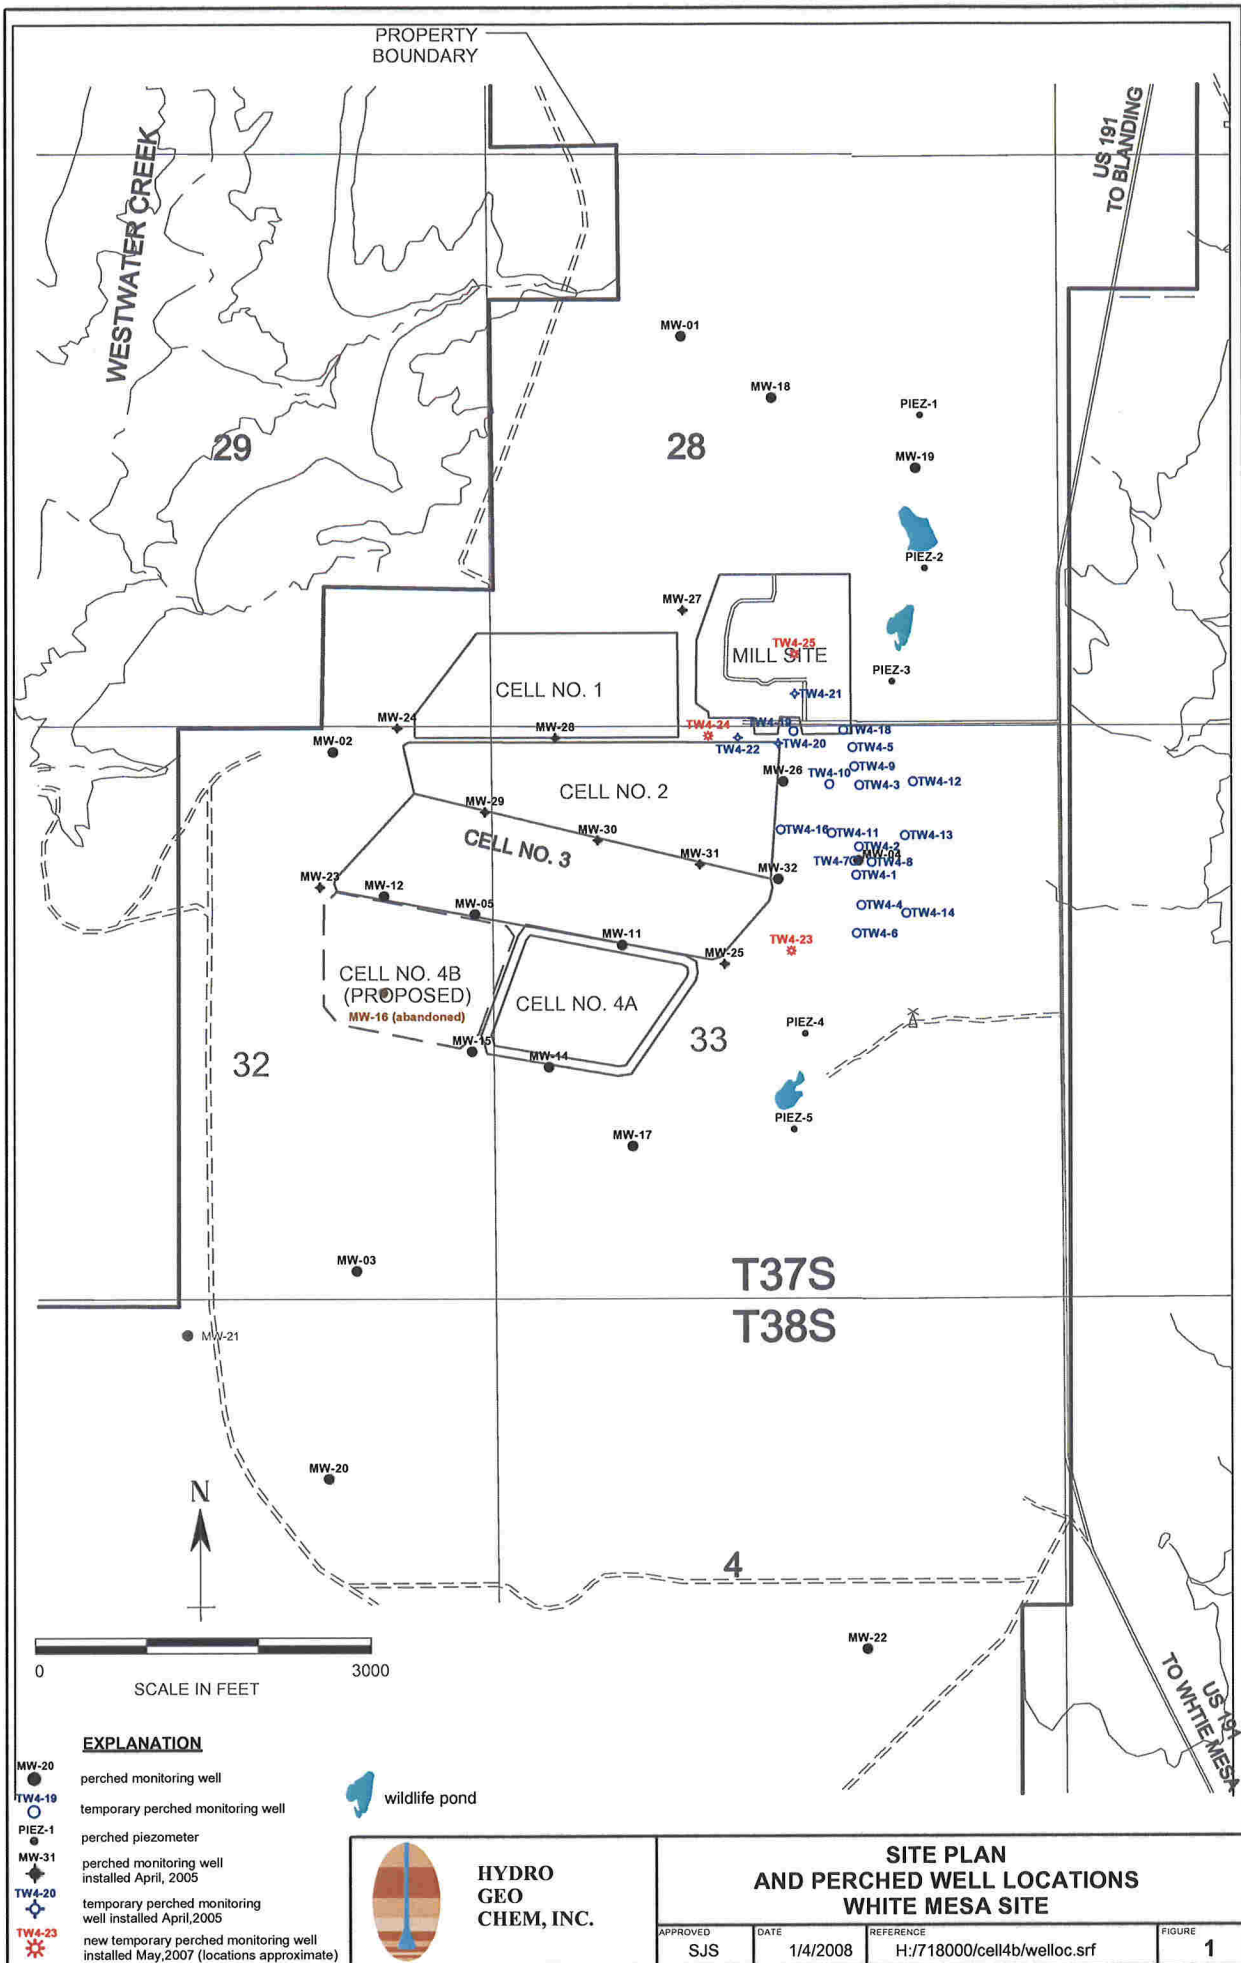 PROPERTY
BOUNDARY
US 191
TO BLANDING
WESTWATER CREEK
MW-01
MW-18
PIEZ-1
29
28
MW-19
PIEZ-2
MW-27
TW4-25
MILL SITE
PIEZ-3
CELL NO. 1
TW4-21
MW-24
MW-28
TW4-24
TW4-19
TW4-18
MW-02
TW4-22
TW4-20
TW4-5
TW4-9
MW-26
TW4-10
TW4-3
TW4-12
CELL NO. 2
MW-29
MW-30
TW4-16
TW4-11
TW4-13
CELL NO. 3
TW4-2
MW-04
MW-31
TW4-7
TW4-8
MW-32
TW4-1
MW-23
MW-12
MW-05
TW4-4
TW4-14
MW-11
TW4-6
TW4-23
MW-25
CELL NO. 4B
(PROPOSED)
CELL NO. 4A
MW-16 (abandoned)
PIEZ-4
33
MW-15
MW-14
32
PIEZ-5
MW-17
MW-03
T37S
T38S
MW-21
MW-20
N
4
MW-22
0
3000
SCALE IN FEET
US 191
TO WHTIE MESA
EXPLANATION
MW-20
perched monitoring well
TW4-19
temporary perched monitoring well
PIEZ-1
perched piezometer
MW-31
perched monitoring well
installed April, 2005
TW4-20
temporary perched monitoring
well installed April,2005
TW4-23
new temporary perched monitoring well
installed May,2007 (locations approximate)
wildlife pond
HYDRO
GEO
CHEM, INC.
SITE PLAN
AND PERCHED WELL LOCATIONS
WHITE MESA SITE
APPROVED
SJS
DATE
1/4/2008
REFERENCE
H:/718000/cell4b/welloc.srf
FIGURE
1